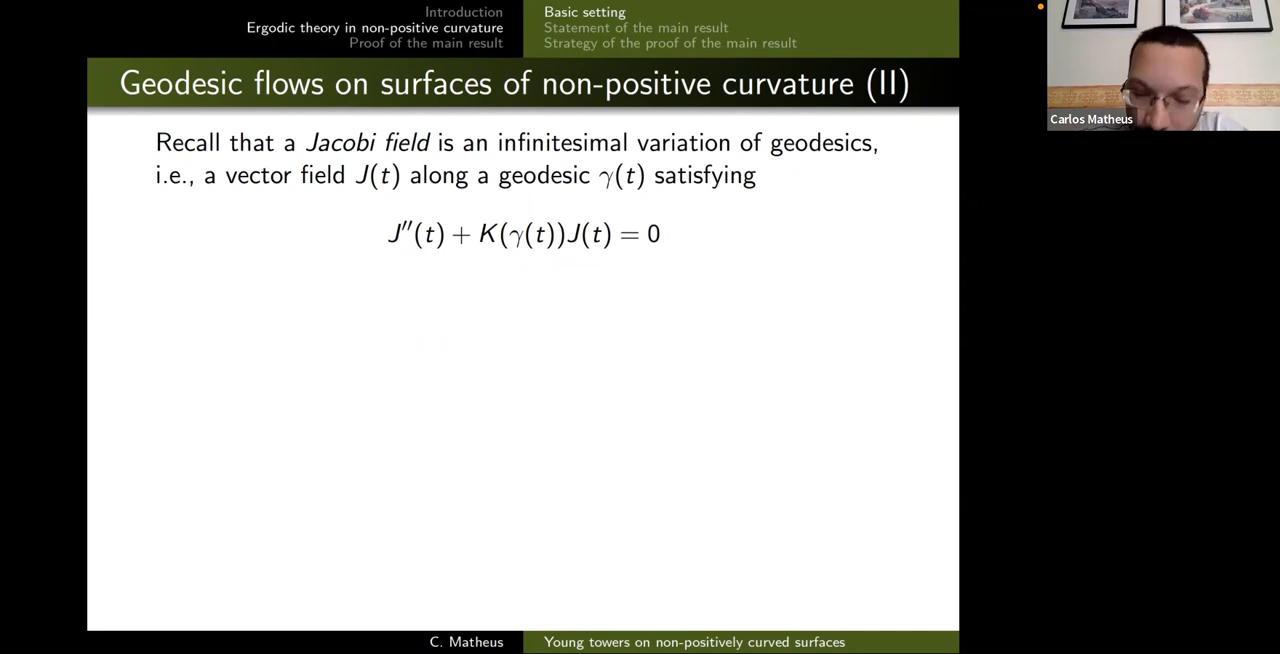 Introduction
Ergodic theory in non-positive curvature
Proof of the main result
Basic setting
Statement of the main result
Strategy of the proof of the main result
Geodesic flows on surfaces of non-positive curvature (II)
Recall that a Jacobi field is an infinitesimal variation of geodesics,
i.e., a vector field J(t) along a geodesic γ(t) satisfying
J′′(t) + K(γ(t))J(t) = 0
C. Matheus
Young towers on non-positively curved surfaces
Carlos Matheus